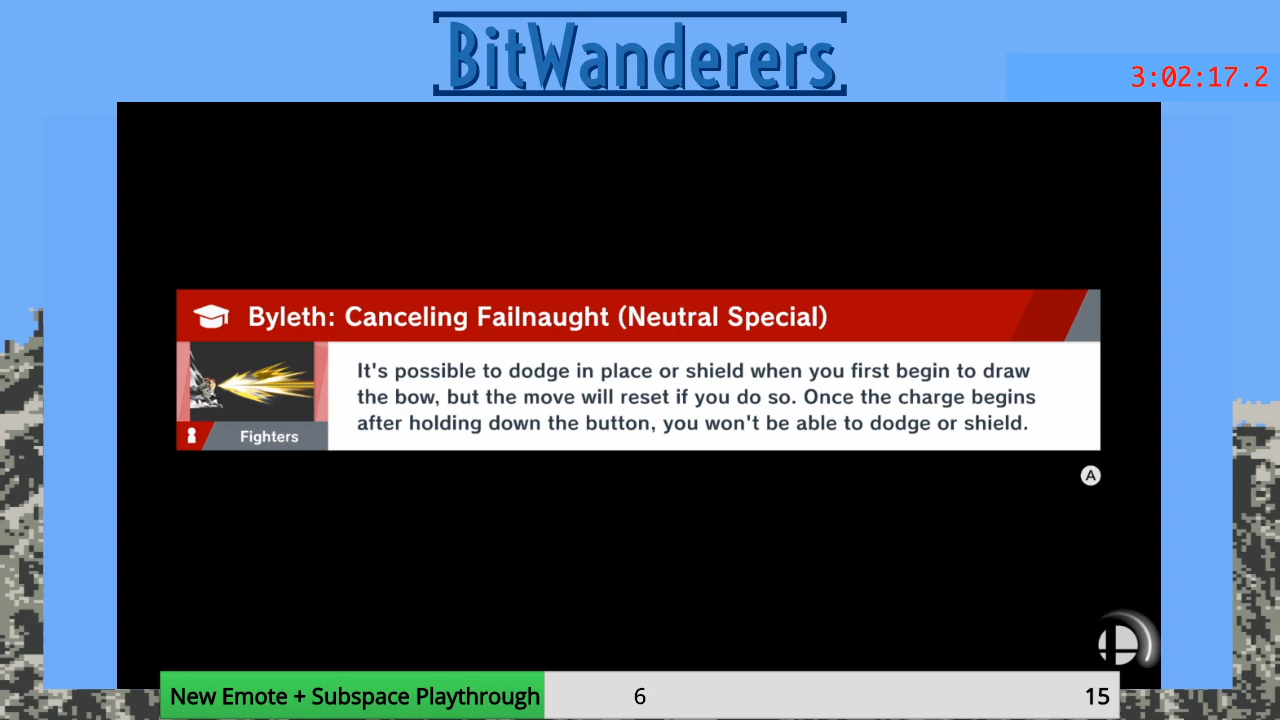 BitWanderers
3:02:17.2
Byleth: Canceling Failnaught (Neutral Special)
It's possible to dodge in place or shield when you first begin to draw
the bow, but the move will reset if you do so. Once the charge begins
after holding down the button, you won't be able to dodge or shield.
Fighters
A
New Emote + Subspace Playthrough 6 15